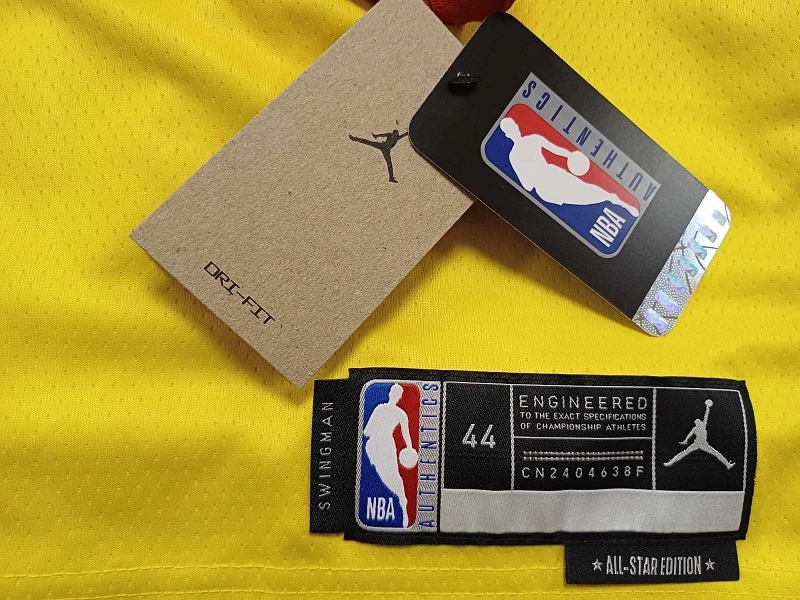 DRI-FIT
AUTHENTICS
NBA
SWINGMAN
NBA
AUTHENTICS
44
ENGINEERED
TO THE EXACT SPECIFICATIONS
OF CHAMPIONSHIP ATHLETES
CN2404638F
★ALL-STAR EDITION★